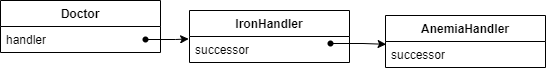 Doctor
handler
IronHandler
successor
AnemiaHandler
successor